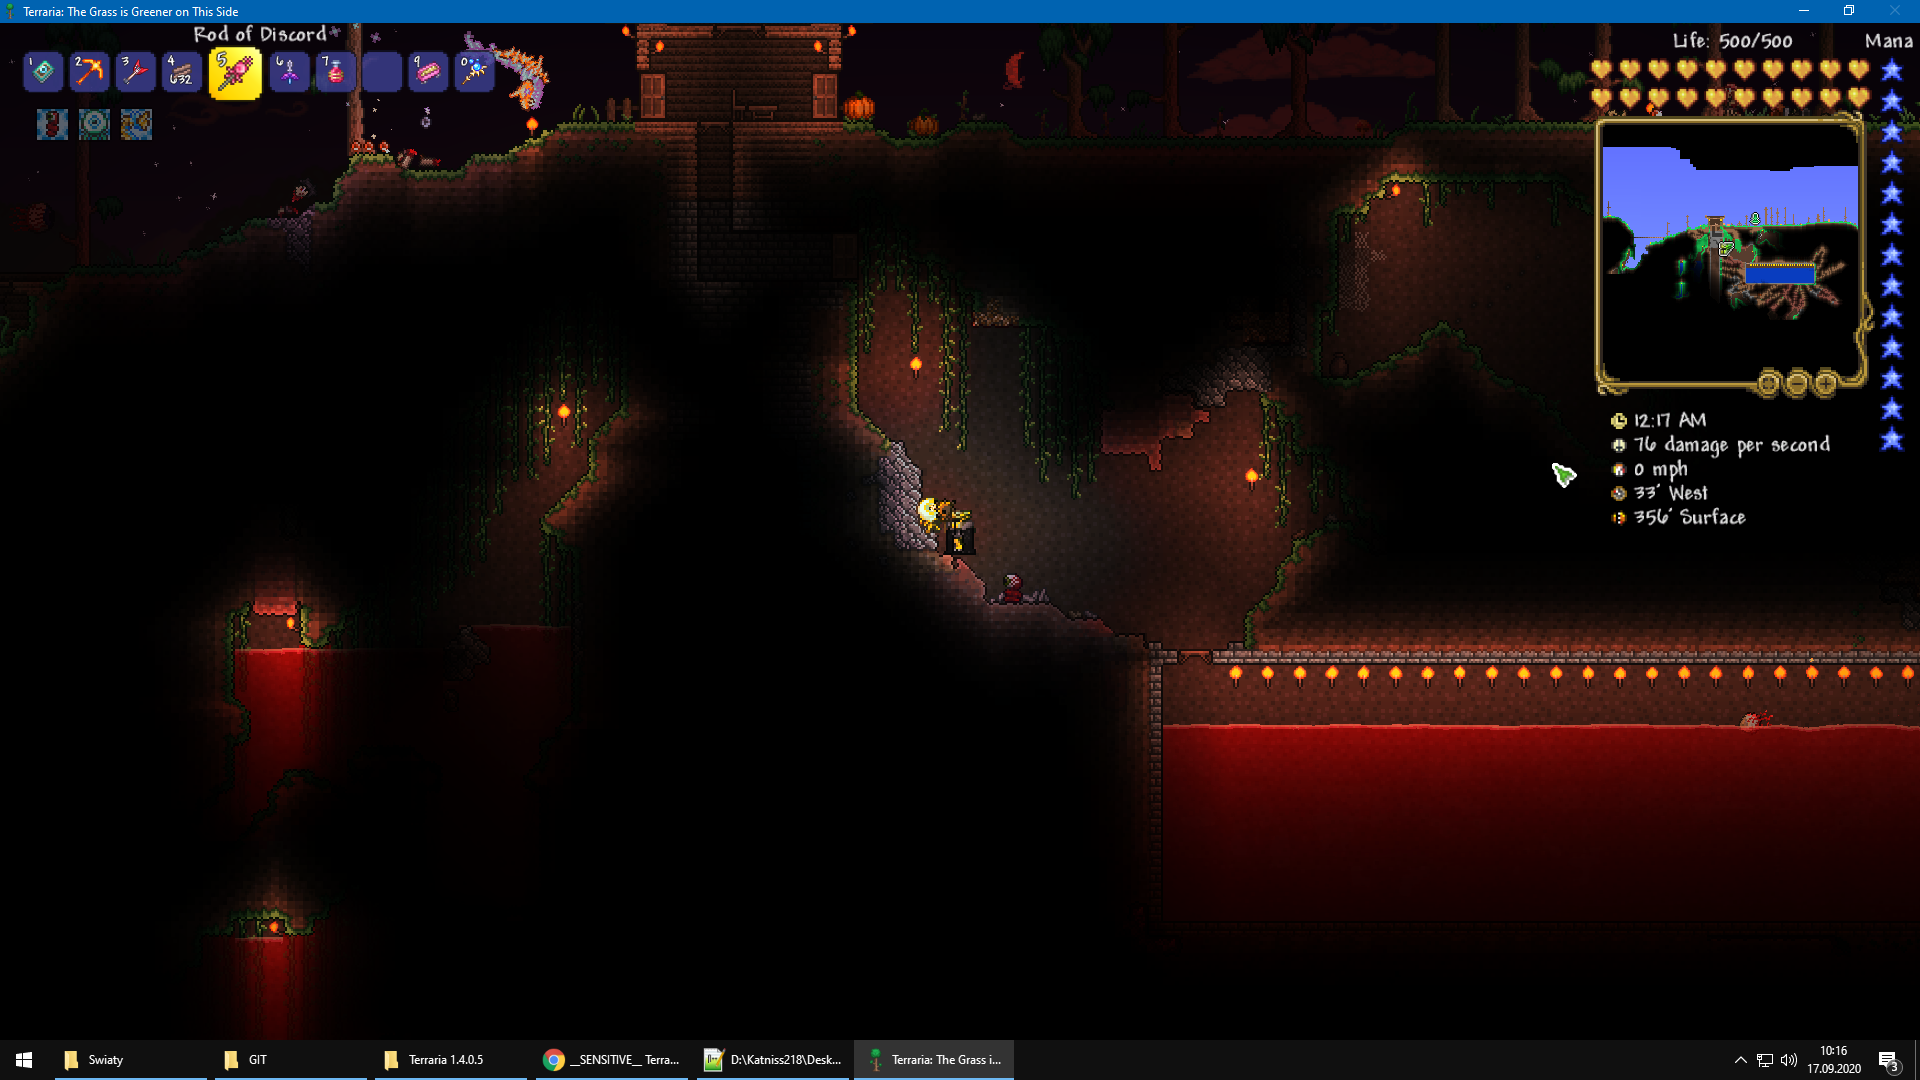 Terraria: The Grass is Greener on This Side
Rod of Discord
1
2
3
4
632
5
6
7
9
0
Life: 500/500
Mana
12:17 AM
76 damage per second
0 mph
33' West
356' Surface
Swiaty
GIT
Terraria 1.4.0.5
__SENSITIVE__ Terra...
D:\Katniss218\Desk...
Terraria: The Grass i...
10:16
17.09.2020
3